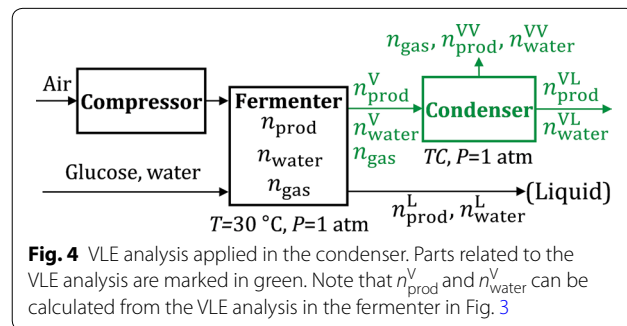 n_gas, n_prod^VV, n_water^VV
Air
Compressor
Fermenter
n_prod
n_water
n_gas
n_prod^V
n_water^V
n_gas
Condenser
n_prod^VL
n_water^VL
TC, P=1 atm
Glucose, water
(Liquid)
n_prod^L, n_water^L
T=30 °C, P=1 atm
Fig. 4 VLE analysis applied in the condenser. Parts related to the
VLE analysis are marked in green. Note that n_prod^V and n_water^V can be
calculated from the VLE analysis in the fermenter in Fig. 3